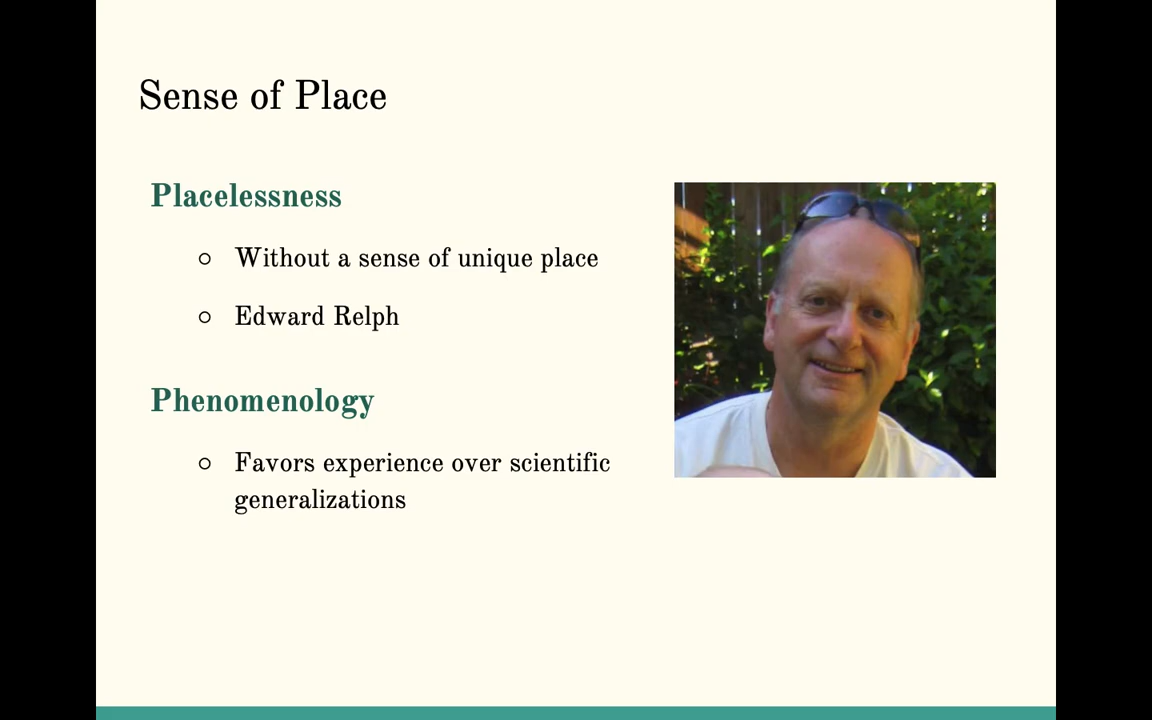 Sense of Place
Placelessness
○ Without a sense of unique place
○ Edward Relph
Phenomenology
○ Favors experience over scientific
generalizations